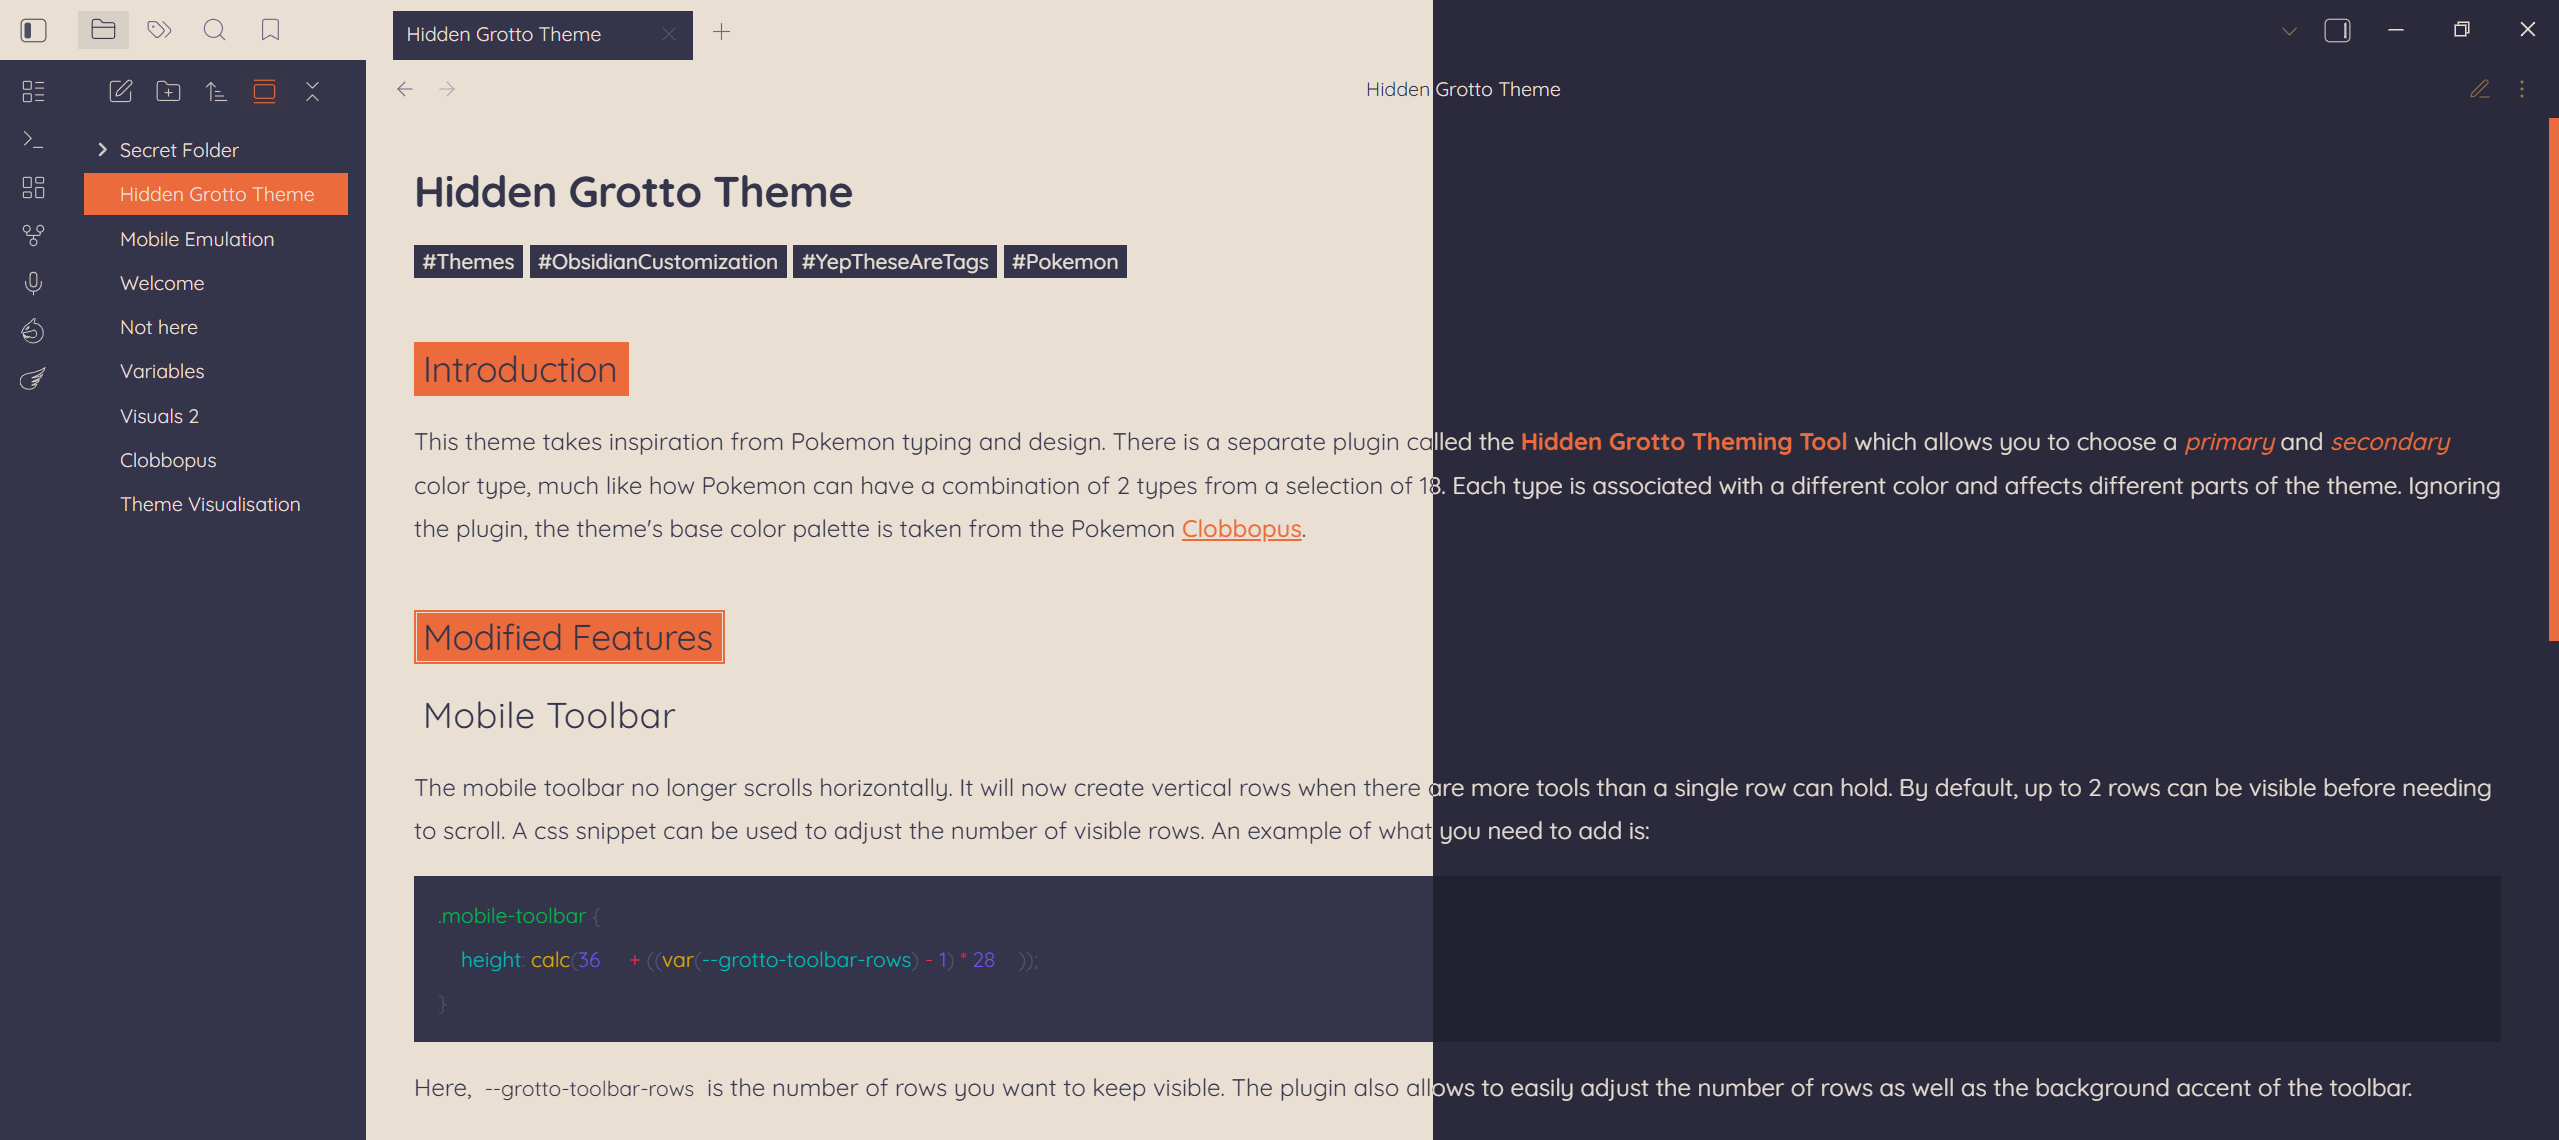 Hidden Grotto Theme
Hidden Grotto Theme
Secret Folder
Hidden Grotto Theme
Mobile Emulation
Welcome
Not here
Variables
Visuals 2
Clobbopus
Theme Visualisation
Hidden Grotto Theme
#Themes #ObsidianCustomization #YepTheseAreTags #Pokemon
Introduction
This theme takes inspiration from Pokemon typing and design. There is a separate plugin called the Hidden Grotto Theming Tool which allows you to choose a primary and secondary
color type, much like how Pokemon can have a combination of 2 types from a selection of 18. Each type is associated with a different color and affects different parts of the theme. Ignoring
the plugin, the theme's base color palette is taken from the Pokemon Clobbopus.
Modified Features
Mobile Toolbar
The mobile toolbar no longer scrolls horizontally. It will now create vertical rows when there are more tools than a single row can hold. By default, up to 2 rows can be visible before needing
to scroll. A css snippet can be used to adjust the number of visible rows. An example of what you need to add is:
.mobile-toolbar {
height: calc(36 + ((var(--grotto-toolbar-rows) - 1) * 28 ));
}
Here, --grotto-toolbar-rows is the number of rows you want to keep visible. The plugin also allows to easily adjust the number of rows as well as the background accent of the toolbar.